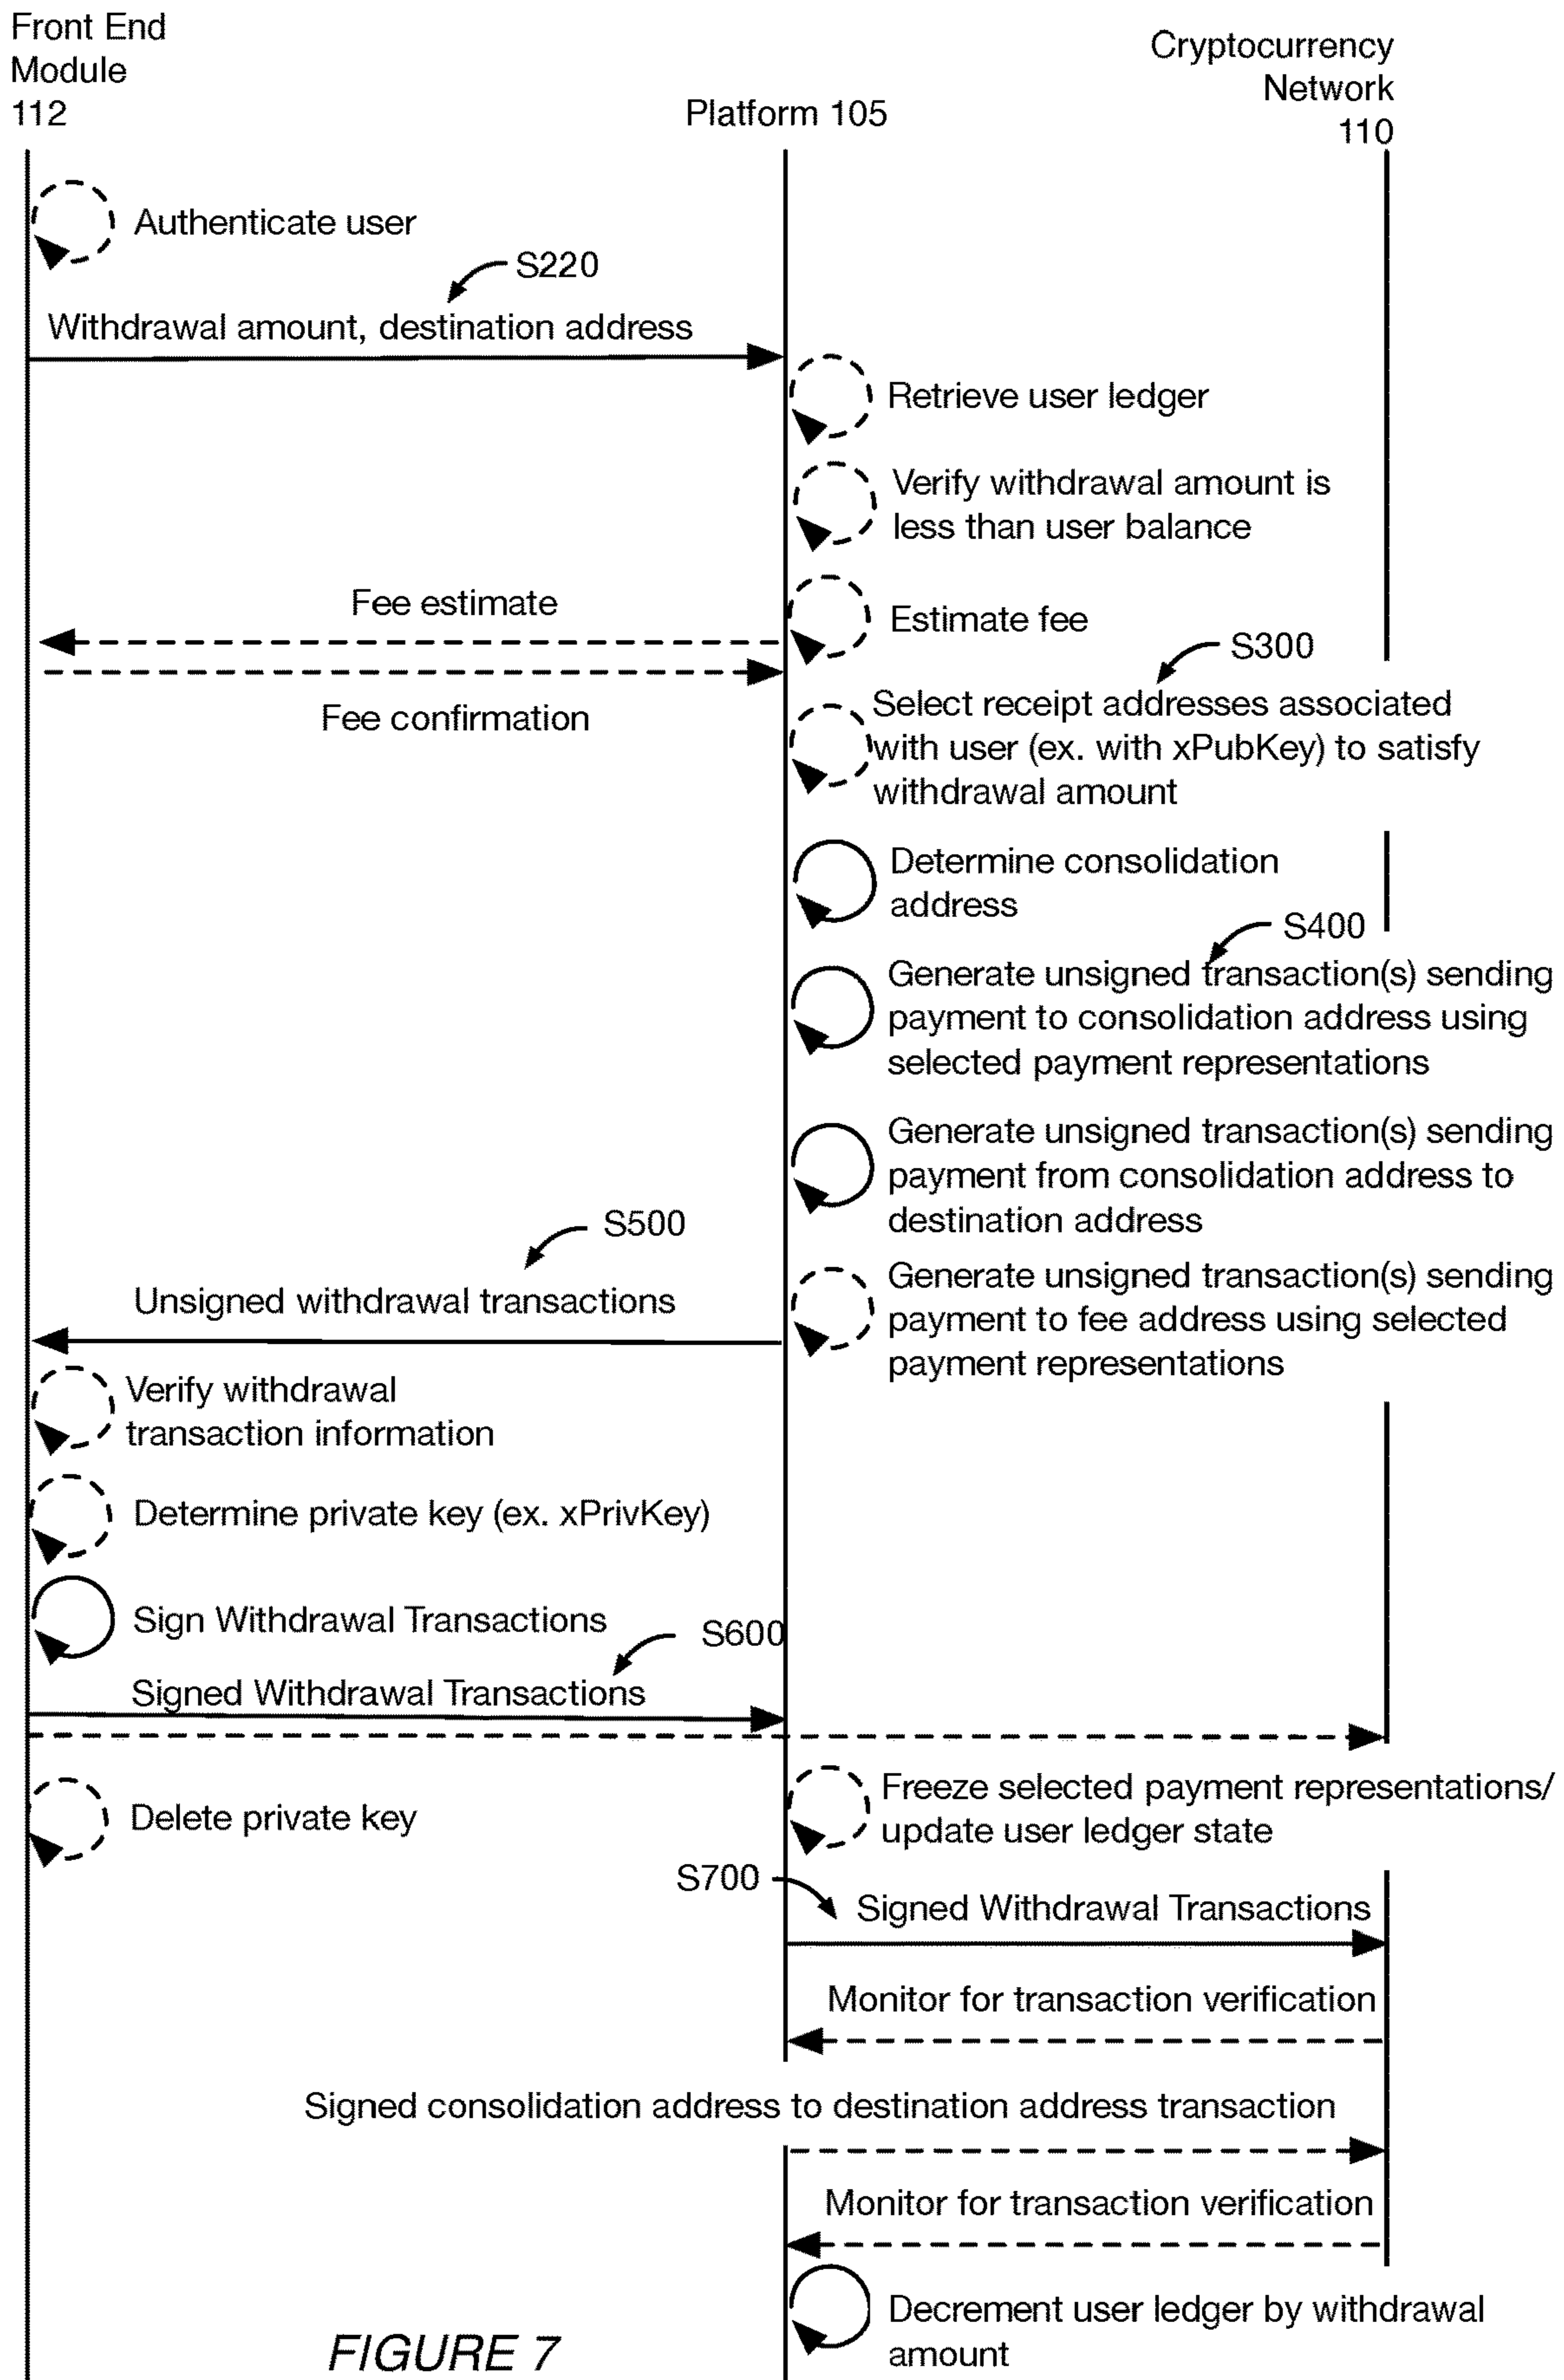 Front End
Module
112
Platform 105
Cryptocurrency
Network
110
Authenticate user
S220
Withdrawal amount, destination address
Retrieve user ledger
Verify withdrawal amount is
less than user balance
Fee estimate
Estimate fee
Fee confirmation
S300
Select receipt addresses associated
with user (ex. with xPubKey) to satisfy
withdrawal amount
Determine consolidation
address
S400
Generate unsigned transaction(s) sending
payment to consolidation address using
selected payment representations
Generate unsigned transaction(s) sending
payment from consolidation address to
destination address
S500
Unsigned withdrawal transactions
Generate unsigned transaction(s) sending
payment to fee address using selected
payment representations
Verify withdrawal
transaction information
Determine private key (ex. xPrivKey)
Sign Withdrawal Transactions
S600
Signed Withdrawal Transactions
Delete private key
Freeze selected payment representations/
update user ledger state
S700
Signed Withdrawal Transactions
Monitor for transaction verification
Signed consolidation address to destination address transaction
Monitor for transaction verification
Decrement user ledger by withdrawal
amount
FIGURE 7